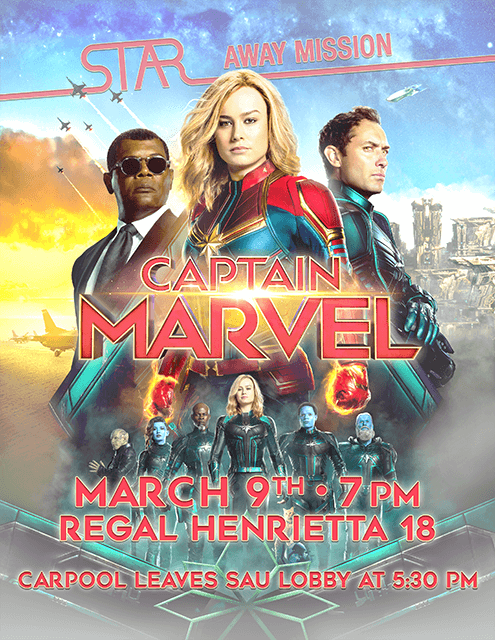 STAR AWAY MISSION
CAPTAIN
MARVEL
MARCH 9TH • 7 PM
REGAL HENRIETTA 18
CARPOOL LEAVES SAU LOBBY AT 5:30 PM